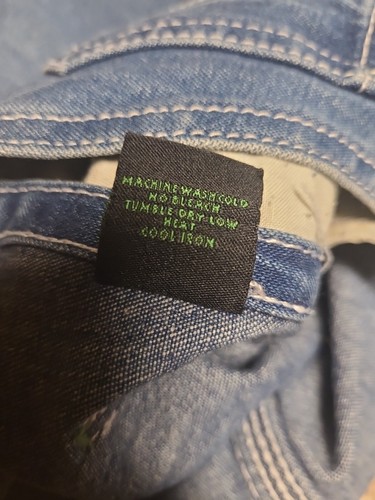 MACHINE WASH COLD
NO BLEACH
TUMBLE DRY LOW
HEAT
COOL IRON